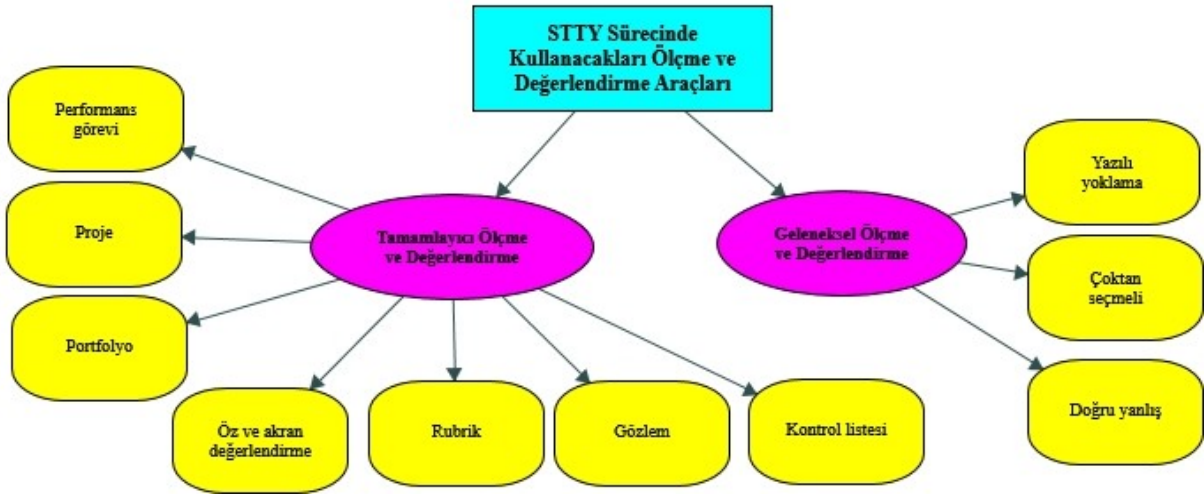 STTY Sürecinde
Kullanacakları Ölçme ve
Değerlendirme Araçları
Performans
görevi
Proje
Portfolyo
Tamamlayıcı Ölçme
ve Değerlendirme
Geleneksel Ölçme
ve Değerlendirme
Yazılı
yoklama
Çoktan
seçmeli
Doğru yanlış
Öz ve akran
değerlendirme
Rubrik
Gözlem
Kontrol listesi